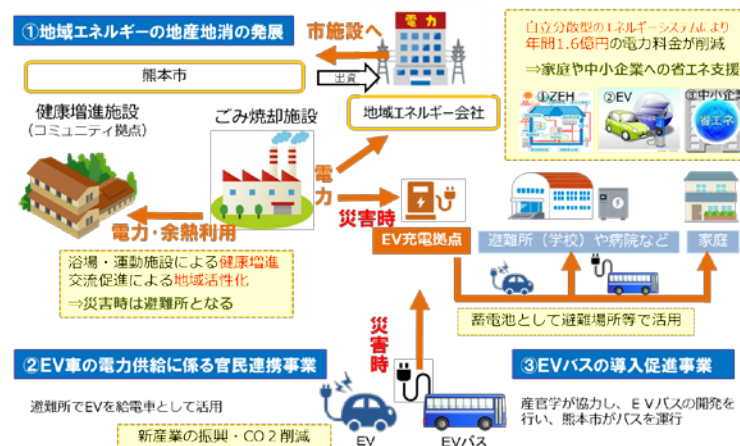 ①地域エネルギーの地産地消の発展
市施設へ
電力
熊本市
出資
地域エネルギー会社
自立分散型のエネルギーシステムにより
年間1.6億円の電力料金が削減
⇒家庭や中小企業への省エネ支援
①ZEH
②EV
③中小企業
省エネ
健康増進施設
(コミュニティ拠点)
ごみ焼却施設
電力
電力・余熱利用
災害時
EV充電拠点
避難所(学校)や病院など
家庭
浴場・運動施設による健康増進
交流促進による地域活性化
⇒災害時は避難所となる
蓄電池として避難場所等で活用
災害時
②EV車の電力供給に係る官民連携事業
避難所でEVを給電車として活用
新産業の振興・CO2削減
EV
EVバス
③EVバスの導入促進事業
産官学が協力し、EVバスの開発を
行い、熊本市がバスを運行